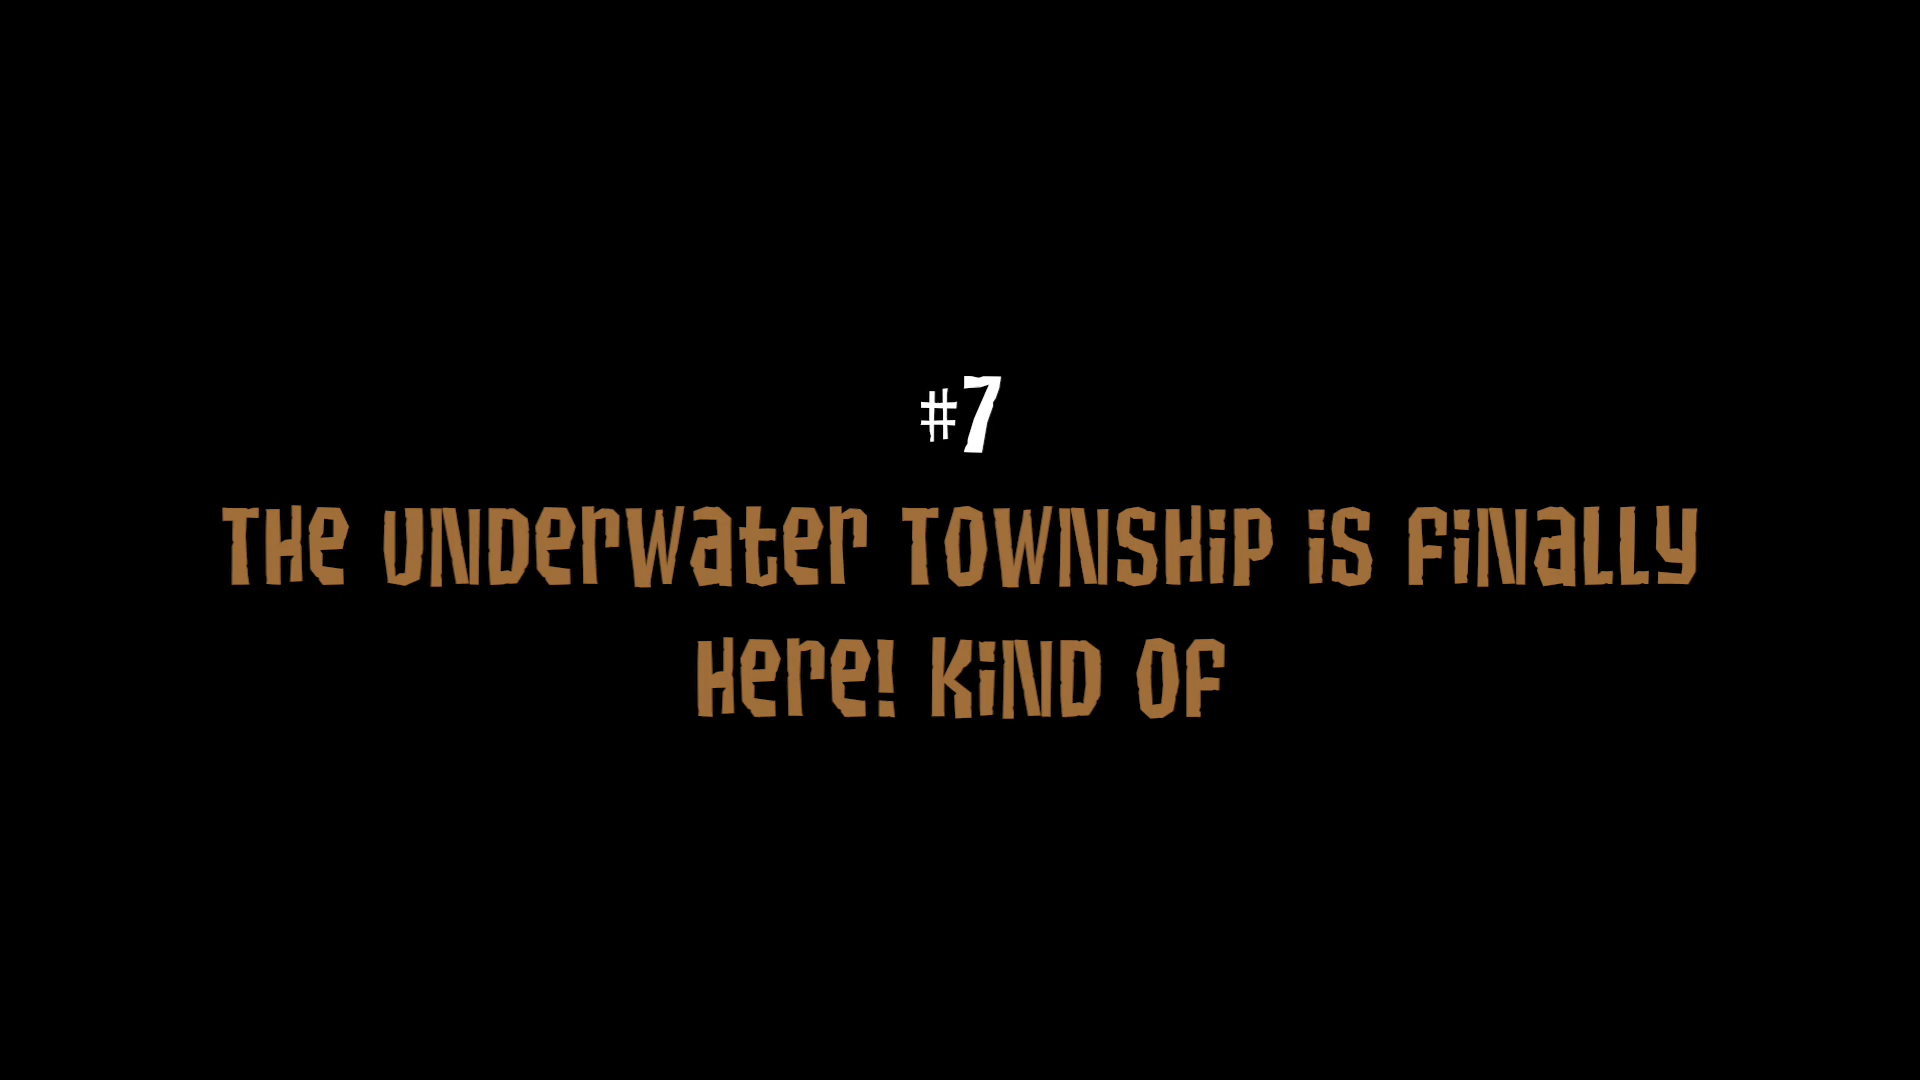 #7
THE UNDERWATER TOWNSHIP IS FINALLY
HERE! KIND OF